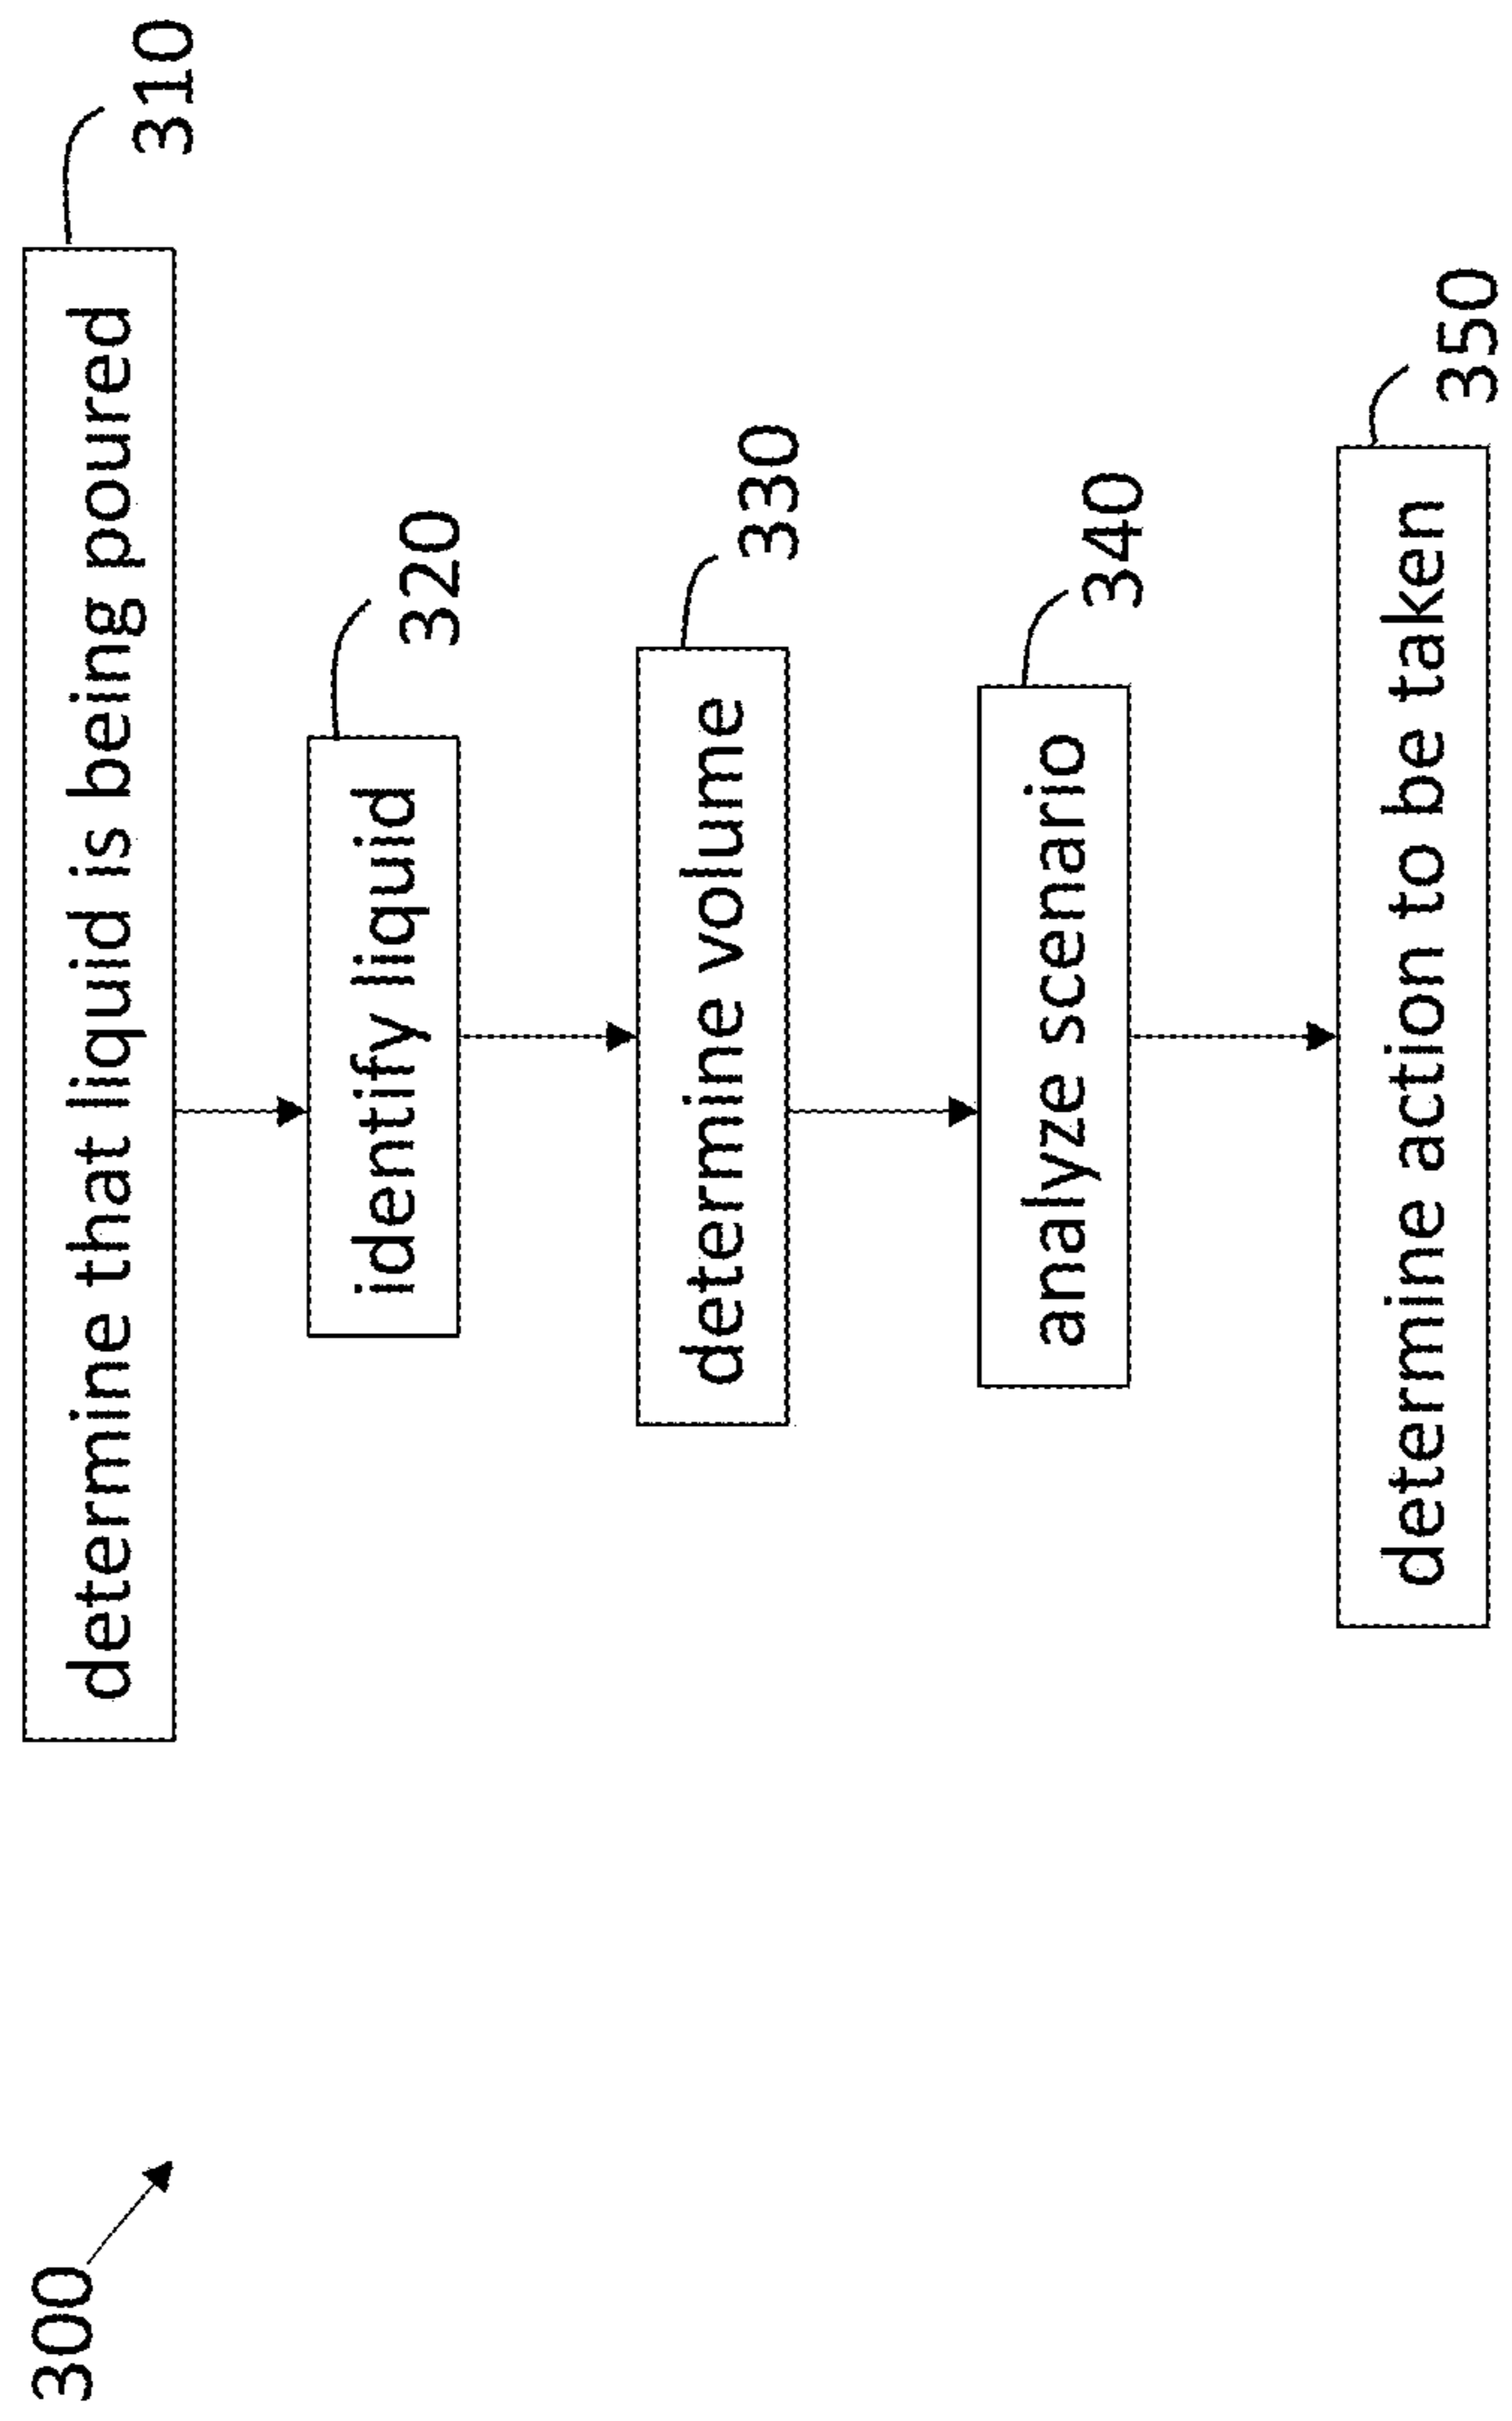 300
determine that liquid is being poured
310
identify liquid
320
determine volume
330
analyze scenario
340
determine action to be taken
350